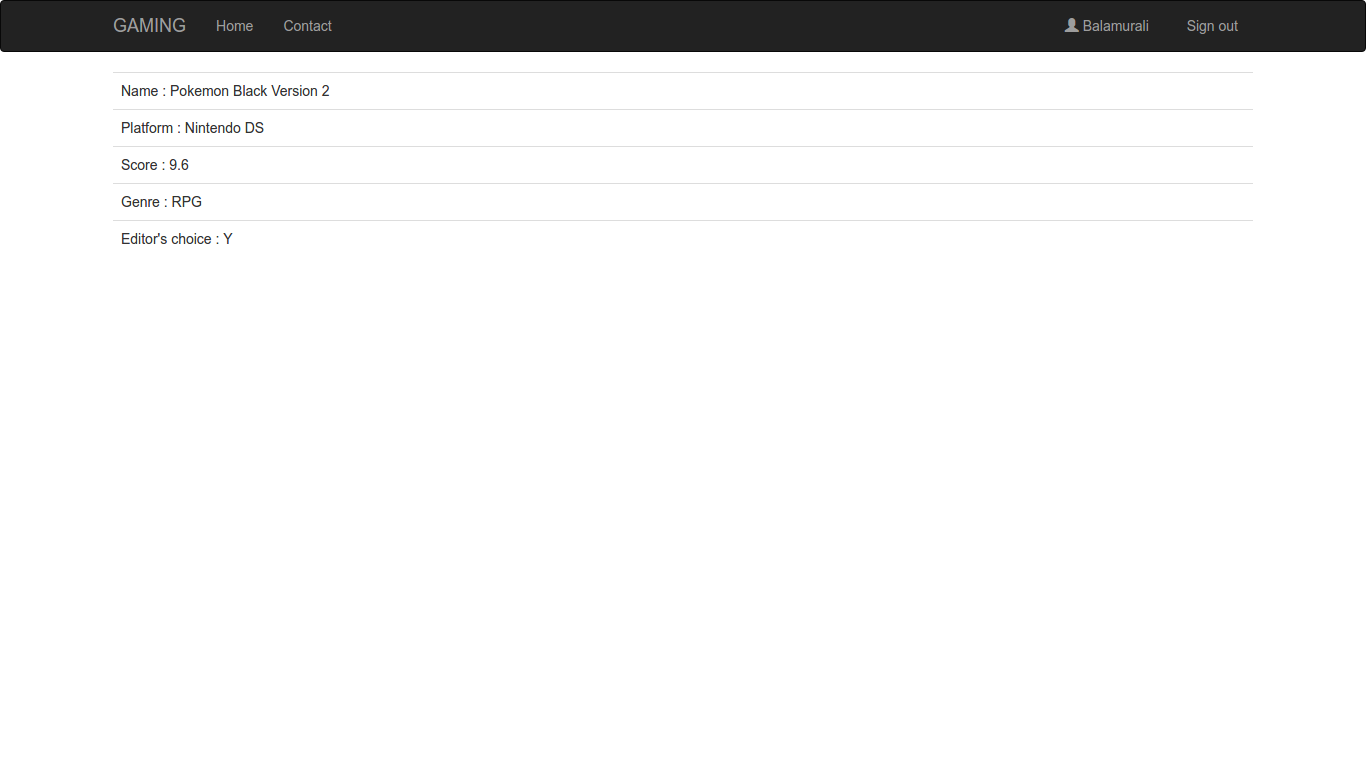 GAMING Home Contact Balamurali Sign out
Name : Pokemon Black Version 2
Platform : Nintendo DS
Score : 9.6
Genre : RPG
Editor's choice : Y